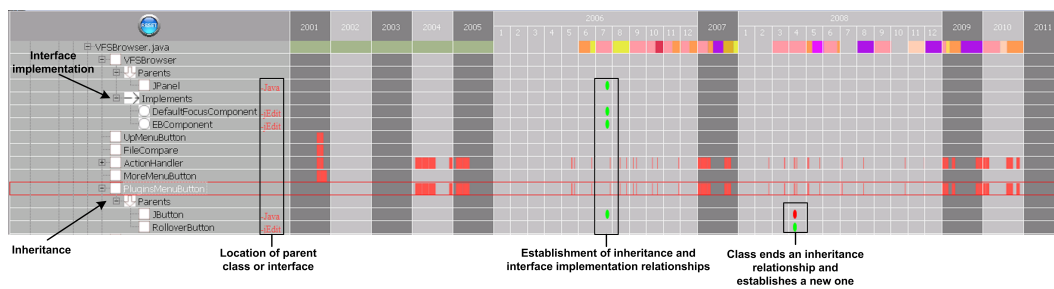 RESET
2001 2002 2003 2004 2005 2006 2007 2008 2009 2010 2011
1 2 3 4 5 6 7 8 9 10 11 12 1 2 3 4 5 6 7 8 9 10 11 12
VFSBrowser.java
VFSBrowser
Parents
JPanel -Java
Implements
DefaultFocusComponent -jEdit
EBComponent -jEdit
UpMenuButton
FileCompare
ActionHandler
MoreMenuButton
PluginsMenuButton
Parents
JButton -Java
RolloverButton -jEdit
Interface
implementation
Inheritance
Location of parent
class or interface
Establishment of inheritance and
interface implementation relationships
Class ends an inheritance
relationship and
establishes a new one